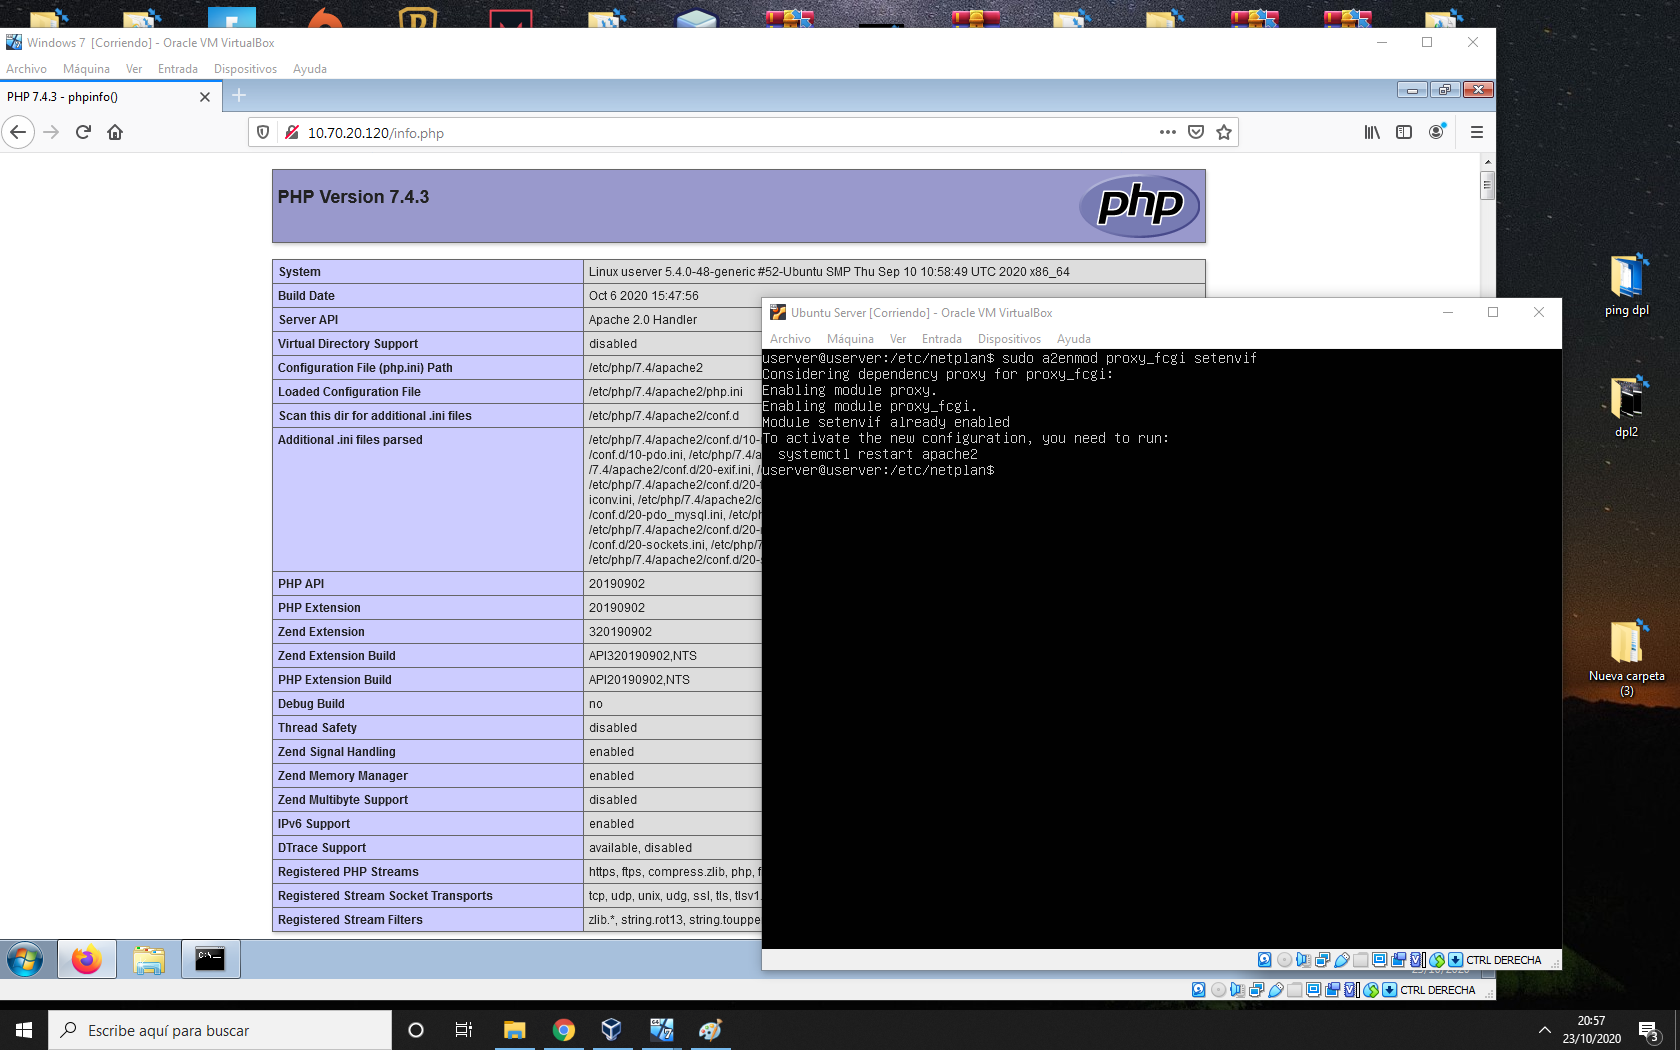 Windows 7 [Corriendo] - Oracle VM VirtualBox
Archivo Máquina Ver Entrada Dispositivos Ayuda
PHP 7.4.3 - phpinfo()
10.70.20.120/info.php
PHP Version 7.4.3
php
System Linux userver 5.4.0-48-generic #52-Ubuntu SMP Thu Sep 10 10:58:49 UTC 2020 x86_64
Build Date Oct 6 2020 15:47:56
Server API Apache 2.0 Handler
Virtual Directory Support disabled
Configuration File (php.ini) Path /etc/php/7.4/apache2
Loaded Configuration File /etc/php/7.4/apache2/php.ini
Scan this dir for additional .ini files /etc/php/7.4/apache2/conf.d
Additional .ini files parsed /etc/php/7.4/apache2/conf.d/10-
/conf.d/10-pdo.ini, /etc/php/7.4/a
/7.4/apache2/conf.d/20-exif.ini, /
/etc/php/7.4/apache2/conf.d/20-
iconv.ini, /etc/php/7.4/apache2/c
/conf.d/20-pdo_mysql.ini, /etc/ph
/etc/php/7.4/apache2/conf.d/20-
/conf.d/20-sockets.ini, /etc/php/7
/etc/php/7.4/apache2/conf.d/20-
PHP API 20190902
PHP Extension 20190902
Zend Extension 320190902
Zend Extension Build API320190902,NTS
PHP Extension Build API20190902,NTS
Debug Build no
Thread Safety disabled
Zend Signal Handling enabled
Zend Memory Manager enabled
Zend Multibyte Support disabled
IPv6 Support enabled
DTrace Support available, disabled
Registered PHP Streams https, ftps, compress.zlib, php, f
Registered Stream Socket Transports tcp, udp, unix, udg, ssl, tls, tlsv1.
Registered Stream Filters zlib.*, string.rot13, string.touppe
Ubuntu Server [Corriendo] - Oracle VM VirtualBox
Archivo Máquina Ver Entrada Dispositivos Ayuda
userver@userver:/etc/netplan$ sudo a2enmod proxy_fcgi setenvif
Considering dependency proxy for proxy_fcgi:
Enabling module proxy.
Enabling module proxy_fcgi.
Module setenvif already enabled
To activate the new configuration, you need to run:
systemctl restart apache2
userver@userver:/etc/netplan$
CTRL DERECHA
CTRL DERECHA
ping dpl
dpl2
Nueva carpeta
(3)
Escribe aquí para buscar
20:57
23/10/2020
3